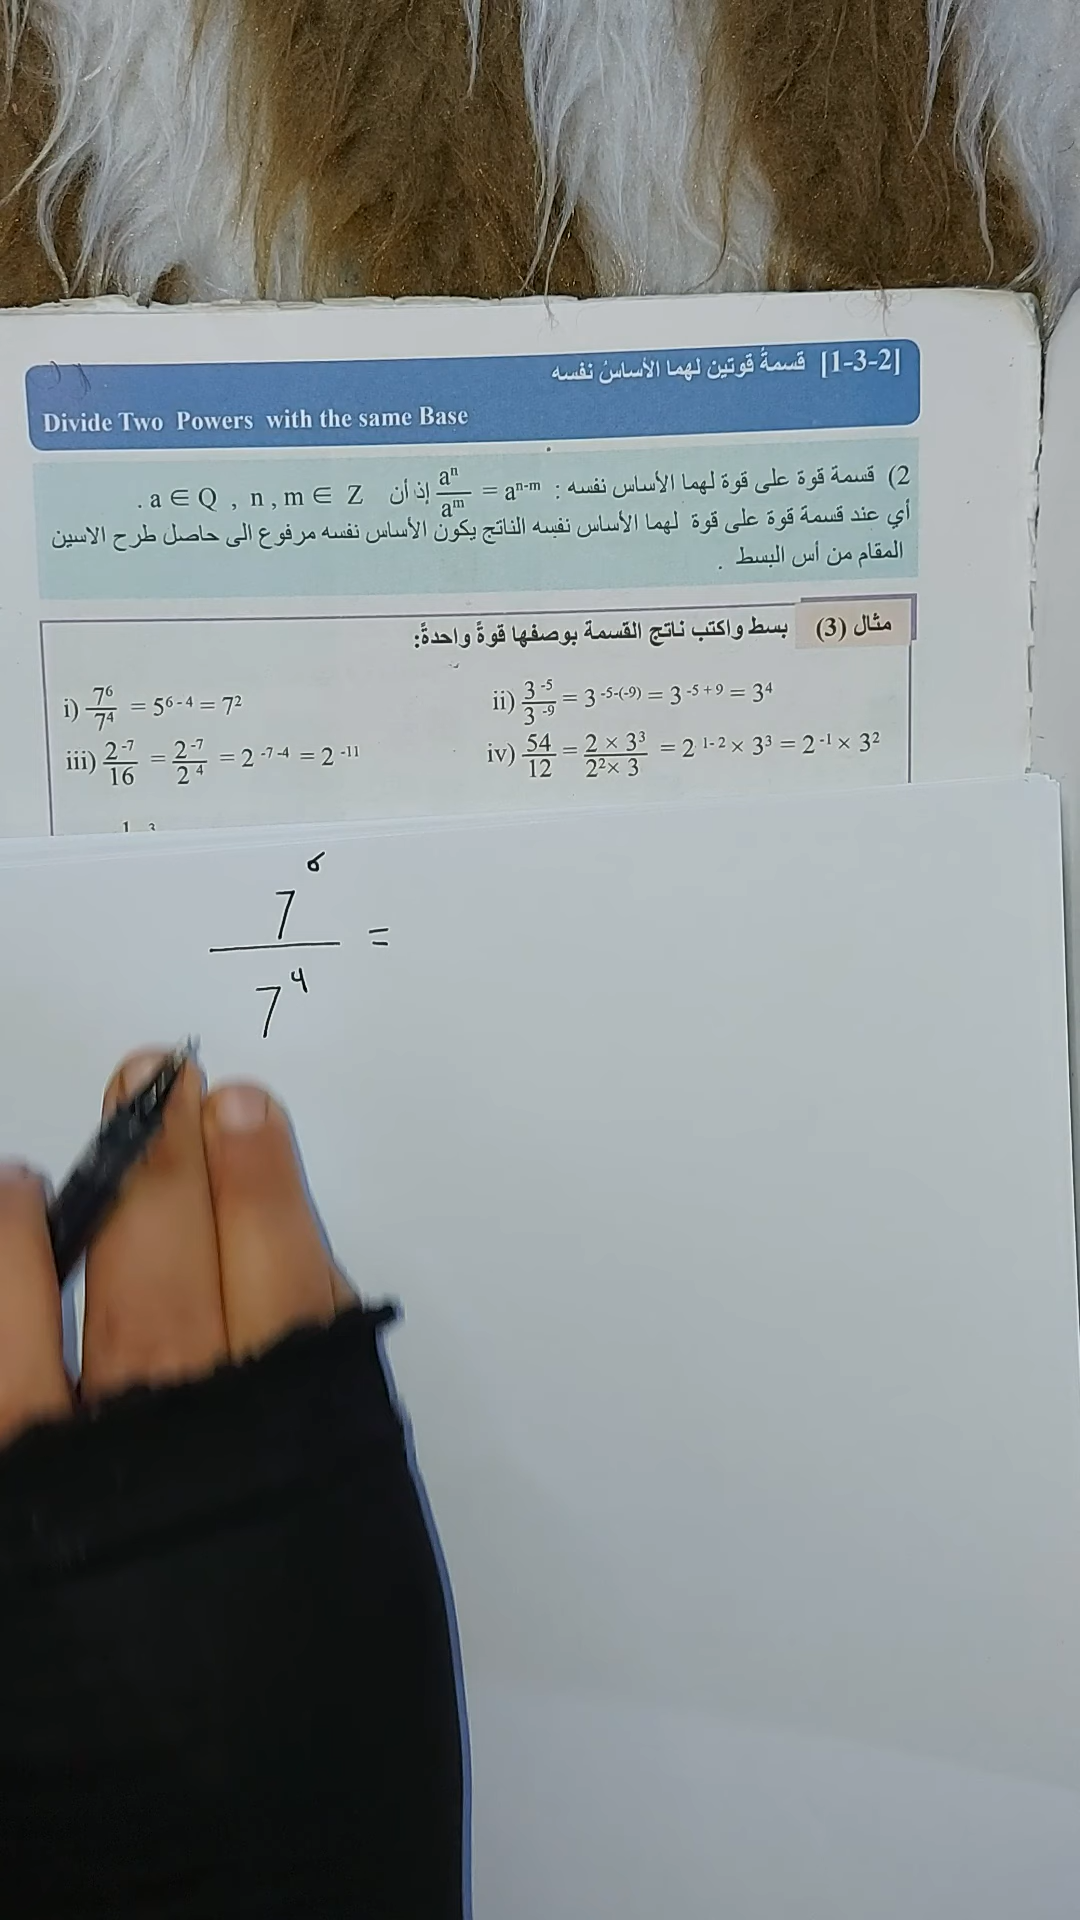 [1-3-2] قسمةُ قوتين لهما الأساسُ نفسه
Divide Two Powers with the same Base
2) قسمة قوة على قوة لهما الأساس نفسه : aⁿ/aᵐ = aⁿ⁻ᵐ إذ أن a ∈ Q , n , m ∈ Z .
أي عند قسمة قوة على قوة لهما الأساس نفسه الناتج يكون الأساس نفسه مرفوع الى حاصل طرح الاسين
المقام من أس البسط .
مثال (3) بسط واكتب ناتج القسمة بوصفها قوةً واحدةً:
i) 7⁶/7⁴ = 5⁶⁻⁴ = 7²
ii) 3⁻⁵/3⁻⁹ = 3⁻⁵⁻⁽⁻⁹⁾ = 3⁻⁵⁺⁹ = 3⁴
iii) 2⁻⁷/16 = 2⁻⁷/2⁴ = 2⁻⁷⁻⁴ = 2⁻¹¹
iv) 54/12 = 2 × 3³/2² × 3 = 2¹⁻² × 3³ = 2⁻¹ × 3²
7⁶/7⁴ =